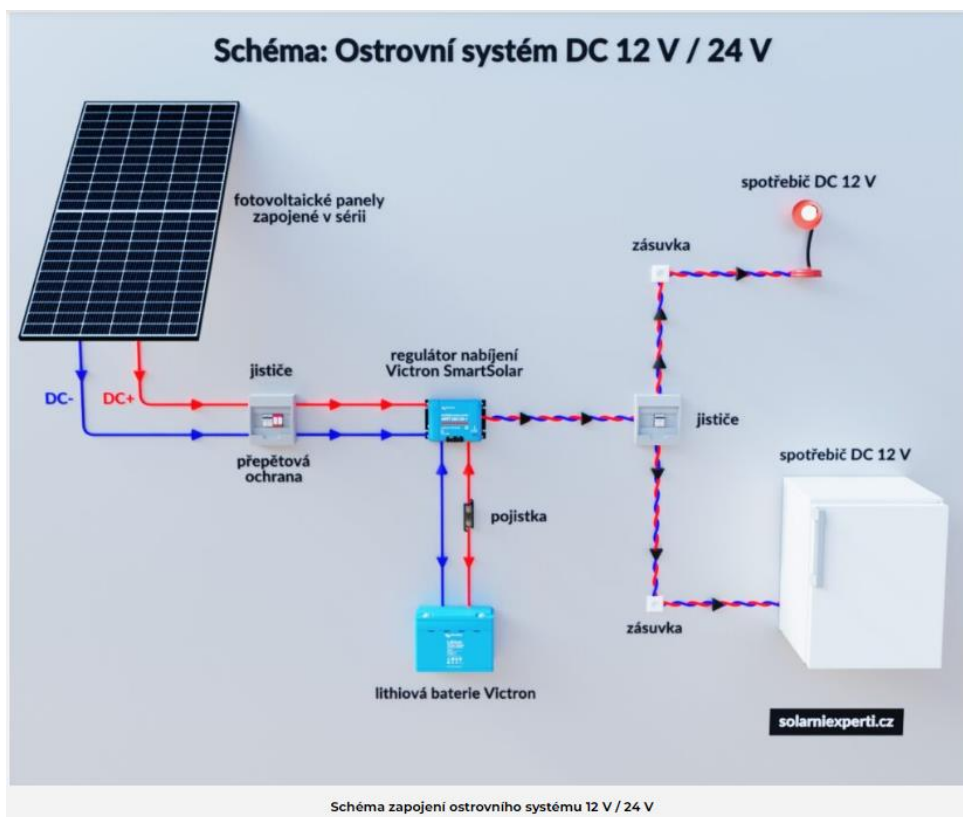 Schéma: Ostrovní systém DC 12 V / 24 V
fotovoltaické panely
zapojené v sérii
spotřebič DC 12 V
zásuvka
regulátor nabíjení
Victron SmartSolar
jističe
DC-
DC+
jističe
přepětová
ochrana
spotřebič DC 12 V
pojistka
zásuvka
lithiová baterie Victron
solarniexperti.cz
Schéma zapojení ostrovního systému 12 V / 24 V